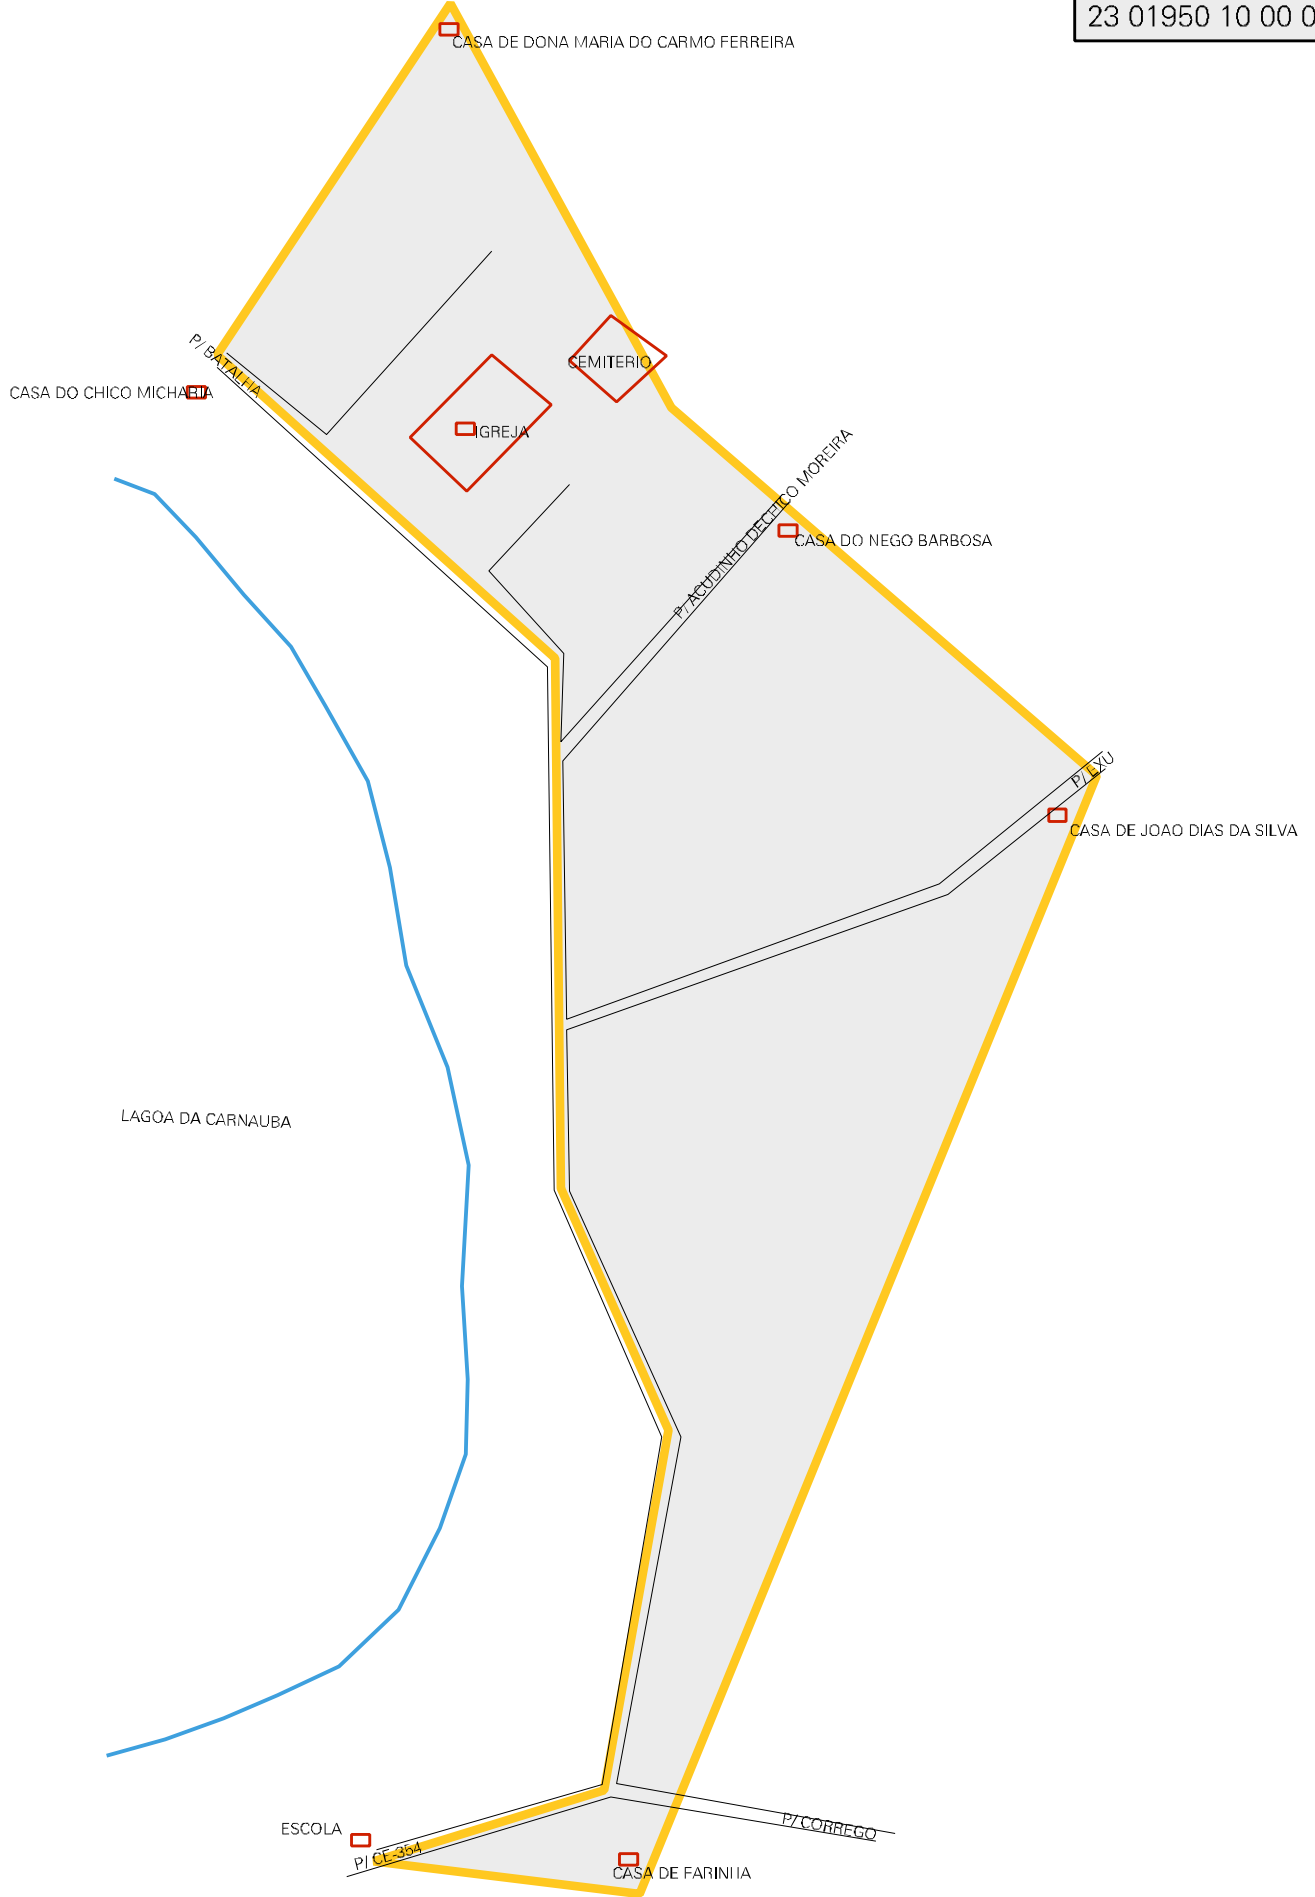 23 01950 10 00 0
CASA DE DONA MARIA DO CARMO FERREIRA
P/ BATALHA
CEMITERIO
CASA DO CHICO MICHARIA
IGREJA
P/ ACUDINHO DECHICO MOREIRA
CASA DO NEGO BARBOSA
P/ EXU
CASA DE JOAO DIAS DA SILVA
LAGOA DA CARNAUBA
P/ CORREGO
ESCOLA
P/ CE-354
CASA DE FARINHA